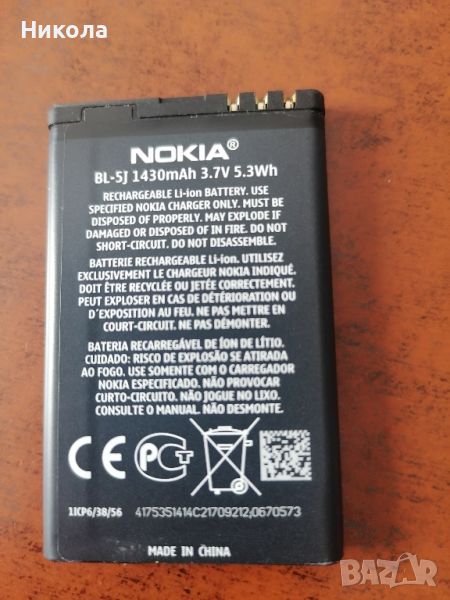 Никола
NOKIA®
BL-5J 1430mAh 3.7V 5.3Wh
RECHARGEABLE Li-ion BATTERY. USE
SPECIFIED NOKIA CHARGER ONLY. MAY BE
DISPOSED OF PROPERLY. MAY EXPLODE IF
DAMAGED OR DISPOSED OF IN FIRE. DO NOT
SHORT-CIRCUIT. DO NOT DISASSEMBLE.
BATTERIE RECHARGEABLE Li-ion. UTILISEZ
EXCLUSIVEMENT LE CHARGEUR NOKIA INDIQUÉ.
DOIT ÊTRE RECYCLÉE OU JETÉE CORRECTEMENT.
PEUT EXPLOSER EN CAS DE DÉTÉRIORATION OU
D'EXPOSITION AU FEU. NE PAS METTRE EN
COURT-CIRCUIT. NE PAS DÉMONTER.
BATERIA RECARREGÁVEL DE ÍON DE LÍTIO.
CUIDADO: RISCO DE EXPLOSÃO SE ATIRADA
AO FOGO. USE SOMENTE COM O CARREGADOR
NOKIA ESPECIFICADO. NÃO PROVOCAR
CURTO-CIRCUITO. NÃO JOGUE NO LIXO.
CONSULTE O MANUAL. NÃO DESMONTE.
CE PCT
1ICP6/38/56 4175351414C21709212;0670573
MADE IN CHINA
BAZAR